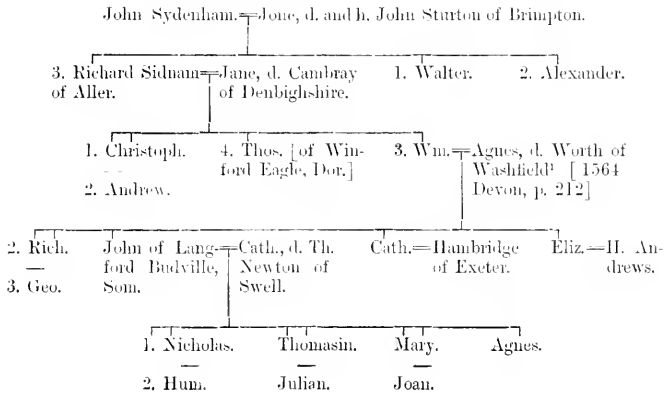 John Sydenham.=Jone, d. and h. John Sturton of Brimpton.
3. Richard Sidnam=Jane, d. Cambray 1. Walter. 2. Alexander.
of Aller. of Denbighshire.
1. Christoph. 4. Thos. [of Win- 3. Wm.=Agnes, d. Worth of
ford Eagle, Dor.] Washfield¹ [1564
2. Andrew. Devon, p. 212]
2. Rich. John of Lang-=Cath., d. Th. Cath.=Hambridge Eliz.=H. An-
ford Budville, Newton of of Exeter. drews.
3. Geo. Som. Swell.
1. Nicholas. Thomasin. Mary. Agnes.
2. Hum. Julian. Joan.